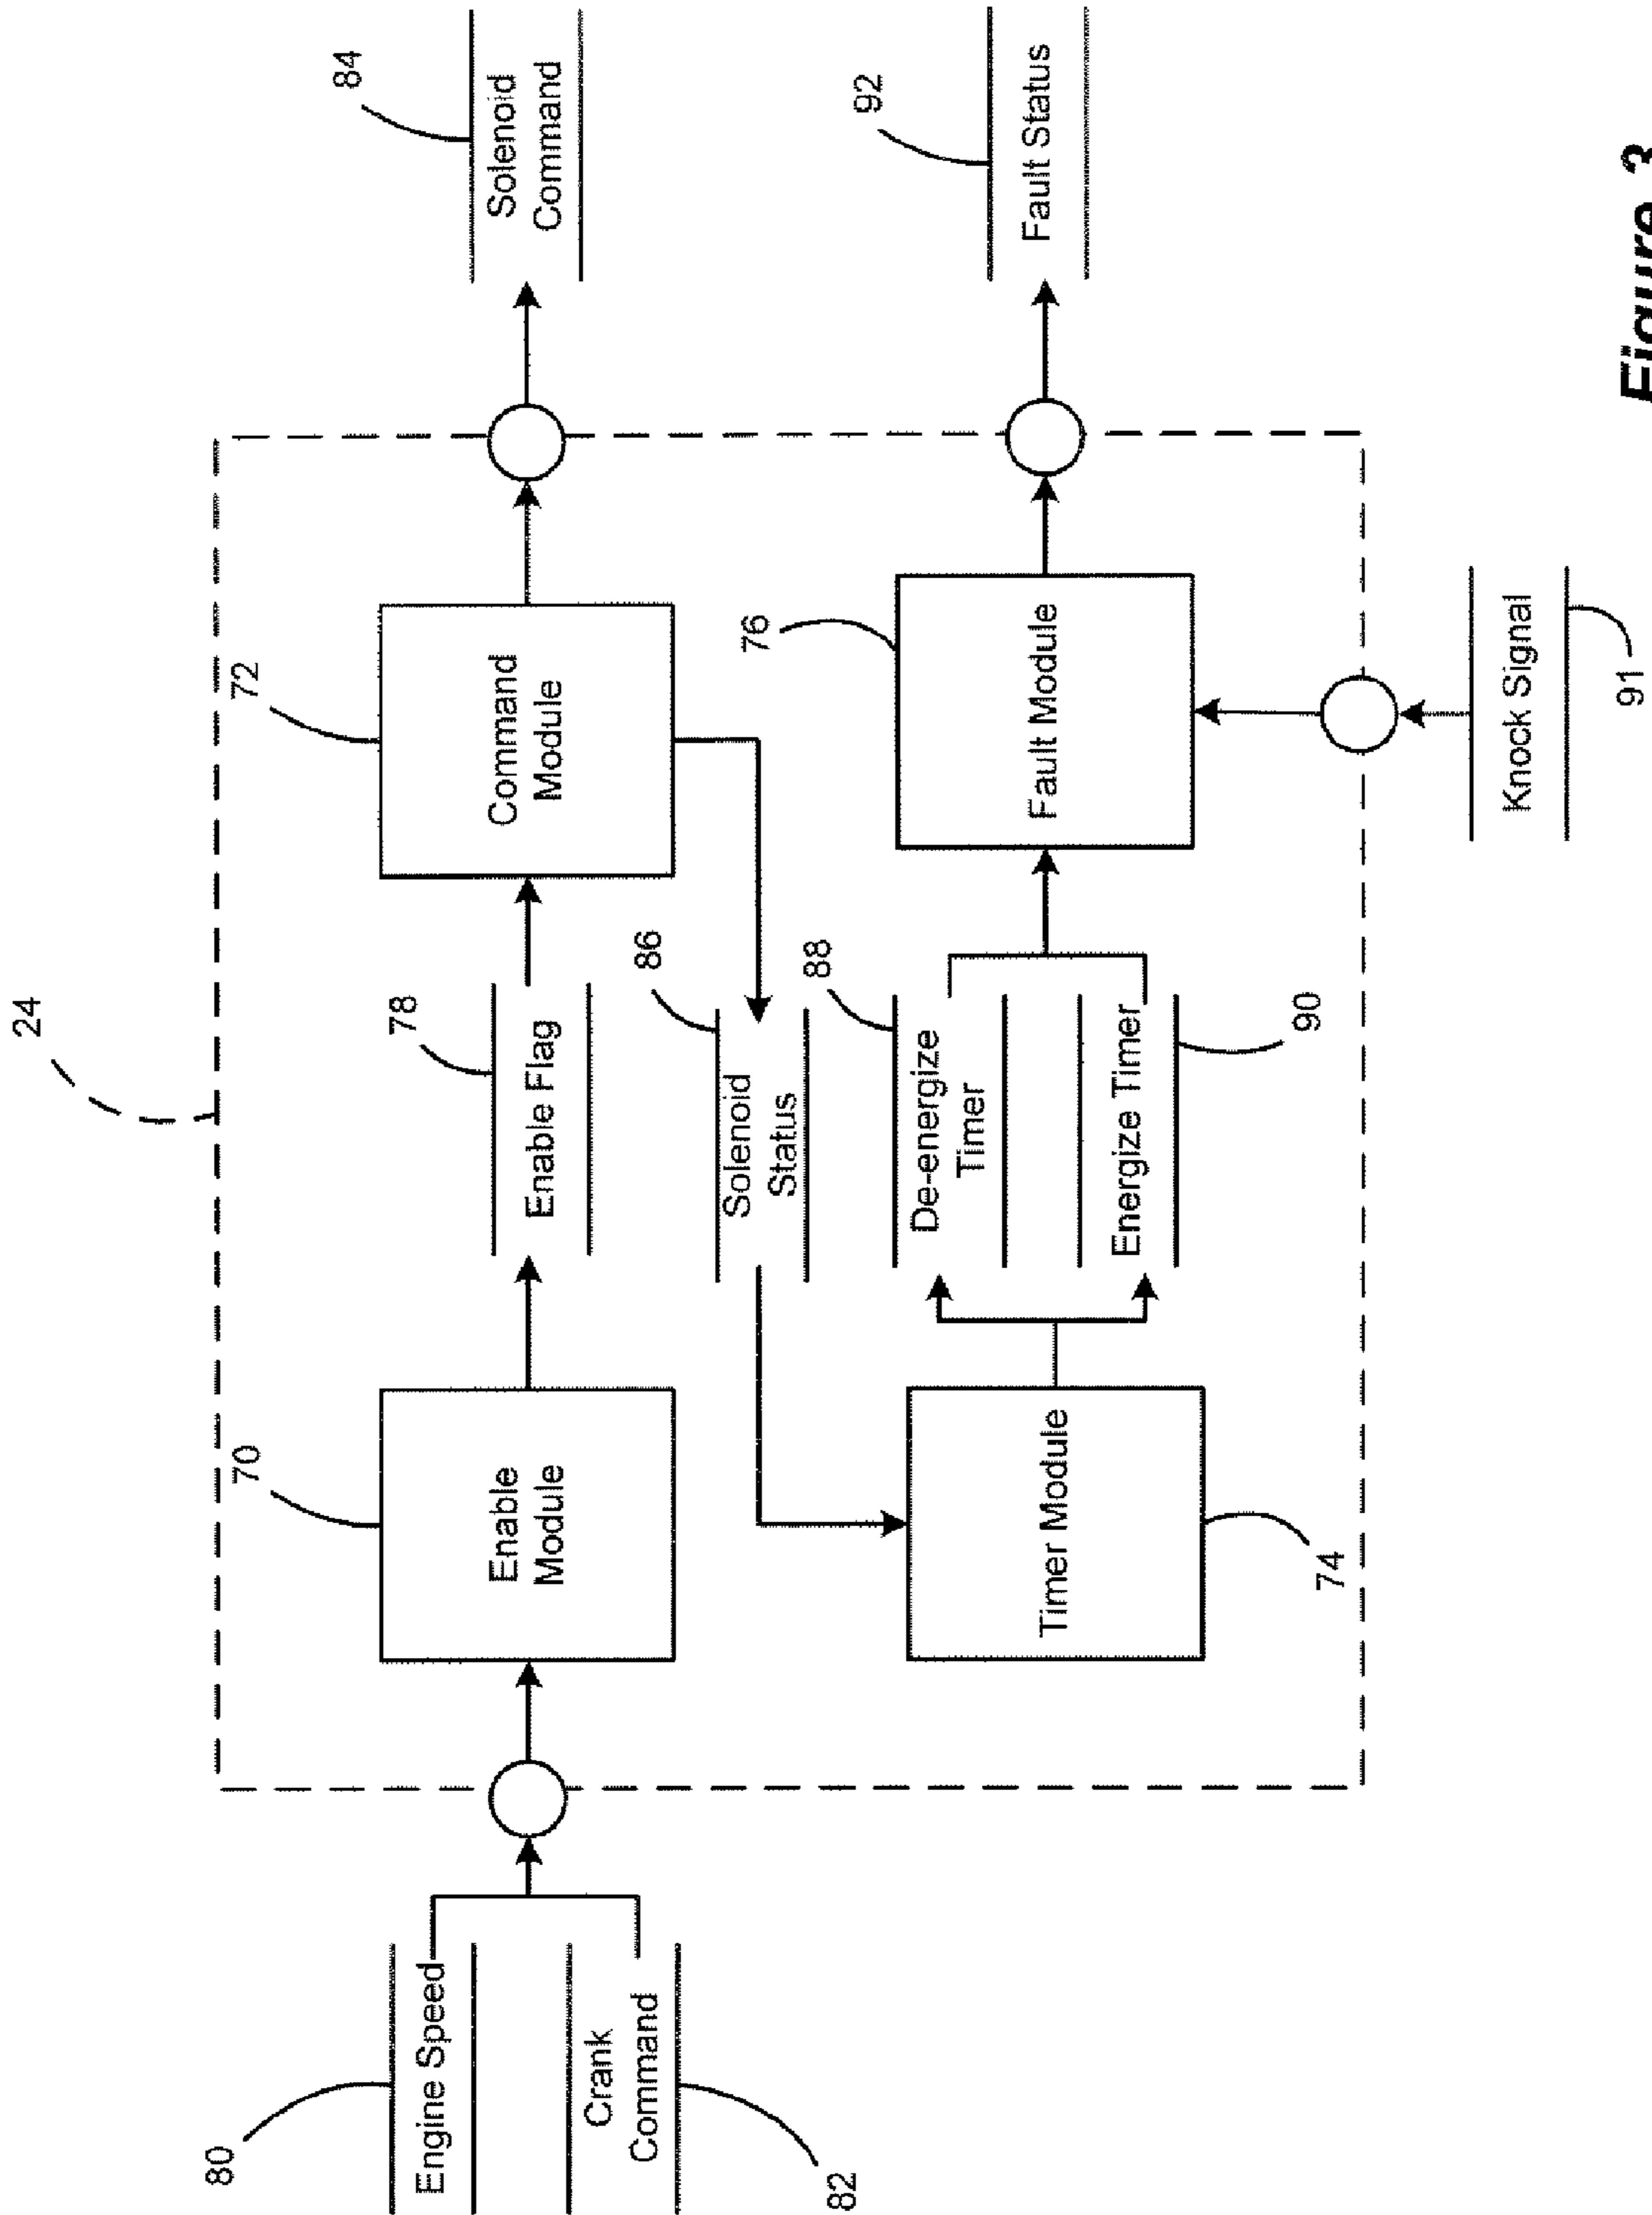 24
80
Engine Speed
Crank
Command
82
70
Enable
Module
78
Enable Flag
72
Command
Module
84
Solenoid
Command
86
Solenoid
Status
Timer Module
74
88
De-energize
Timer
Energize Timer
90
76
Fault Module
92
Fault Status
Knock Signal
91
Figure 3